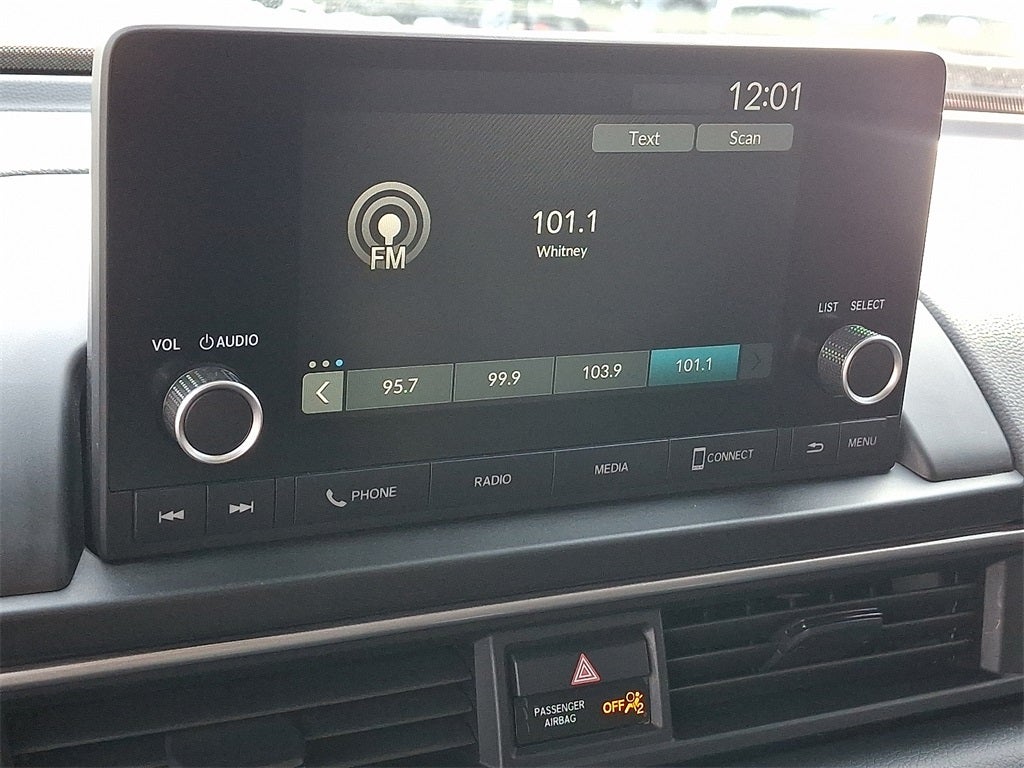 12:01
Text Scan
101.1
Whitney
FM
LIST SELECT
VOL AUDIO
95.7 99.9 103.9 101.1
PHONE RADIO MEDIA CONNECT MENU
PASSENGER
AIRBAG
OFF 2